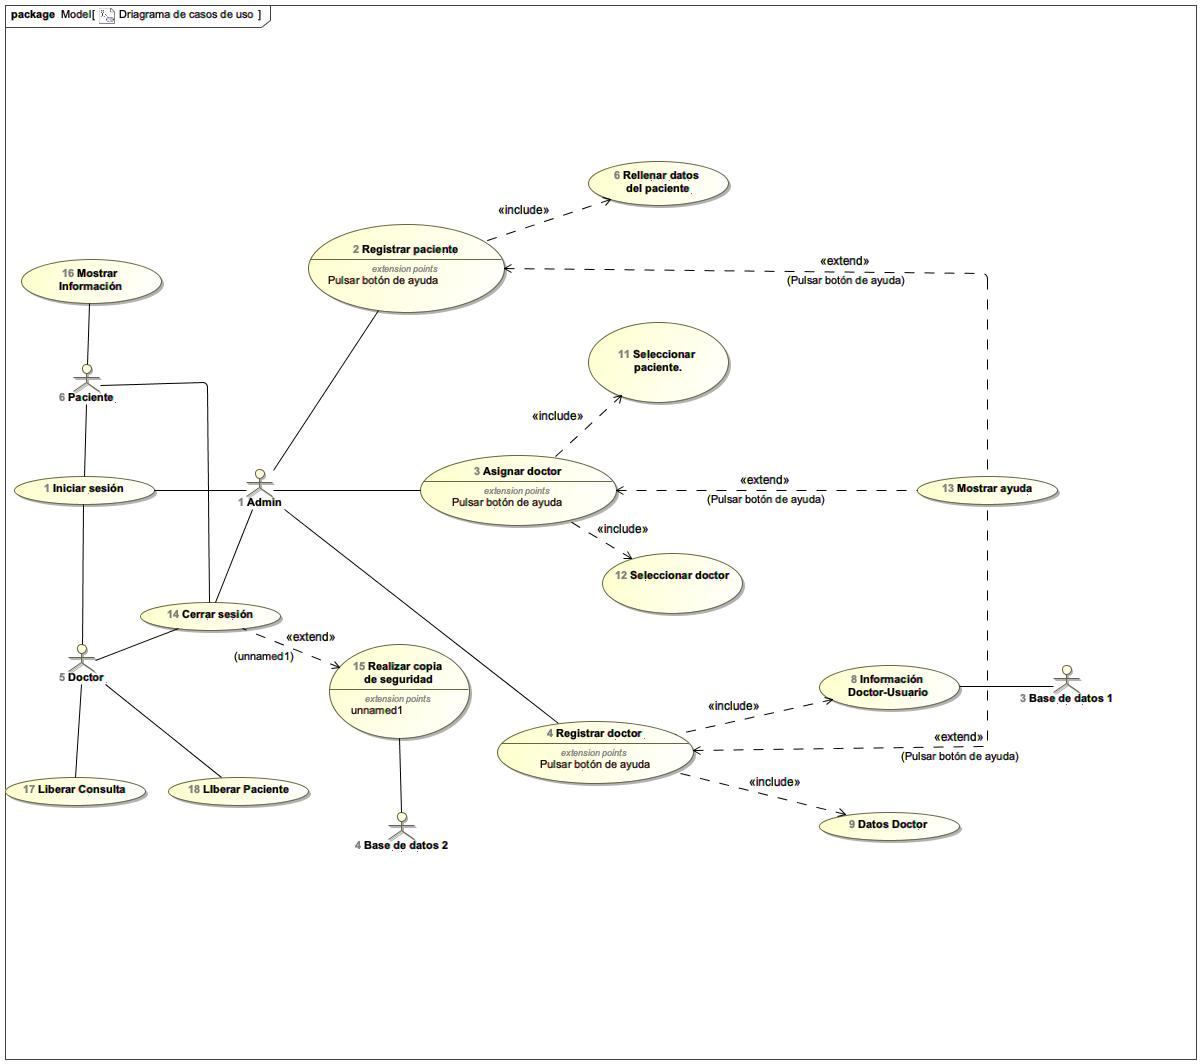 package Model[ Driagrama de casos de uso ]
6 Rellenar datos
del paciente
«include»
2 Registrar paciente
extension points
Pulsar botón de ayuda
«extend»
(Pulsar botón de ayuda)
16 Mostrar
Información
11 Seleccionar
paciente.
6 Paciente
«include»
3 Asignar doctor
extension points
Pulsar botón de ayuda
«extend»
(Pulsar botón de ayuda)
13 Mostrar ayuda
1 Iniciar sesión
1 Admin
«include»
12 Seleccionar doctor
14 Cerrar sesión
«extend»
(unnamed1)
15 Realizar copia
de seguridad
extension points
unnamed1
5 Doctor
8 Información
Doctor-Usuario
3 Base de datos 1
«include»
4 Registrar doctor
extension points
Pulsar botón de ayuda
«extend»
(Pulsar botón de ayuda)
«include»
17 Liberar Consulta
18 LIberar Paciente
9 Datos Doctor
4 Base de datos 2